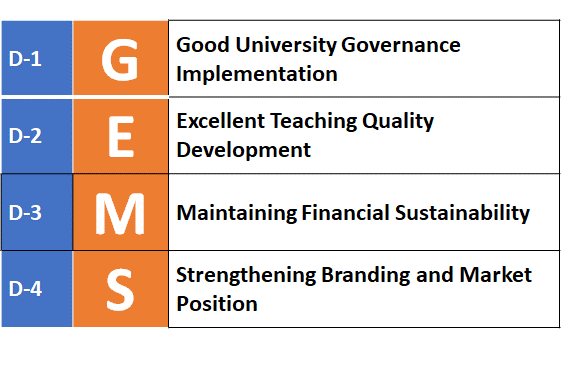 D-1
G
Good University Governance
Implementation
D-2
E
Excellent Teaching Quality
Development
D-3
M
Maintaining Financial Sustainability
D-4
S
Strengthening Branding and Market
Position